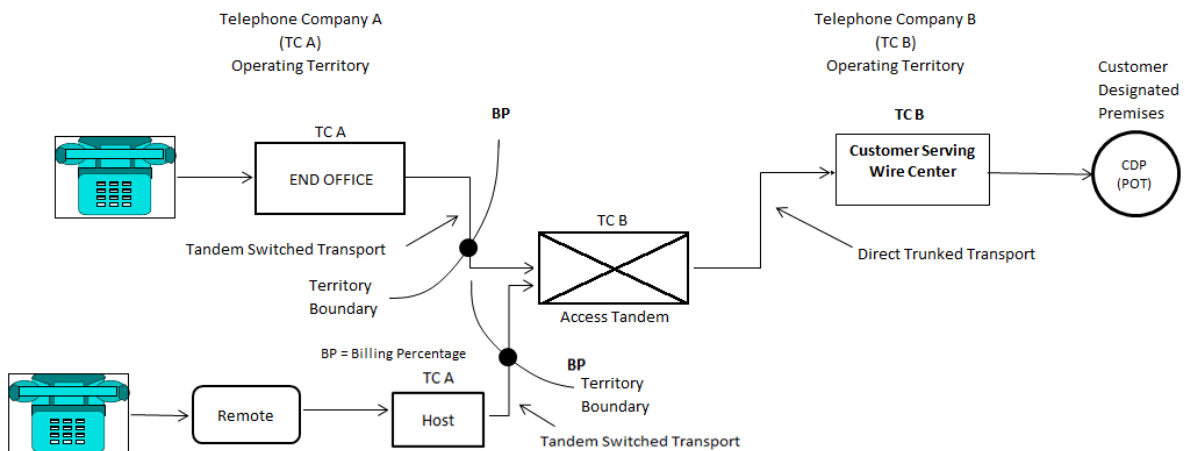 Telephone Company A
(TC A)
Operating Territory
Telephone Company B
(TC B)
Operating Territory
Customer
Designated
Premises
BP
TC A
END OFFICE
TC B
Customer Serving
Wire Center
CDP
(POT)
Tandem Switched Transport
TC B
Direct Trunked Transport
Territory
Boundary
Access Tandem
BP = Billing Percentage
BP
TC A
Territory
Boundary
Remote
Host
Tandem Switched Transport